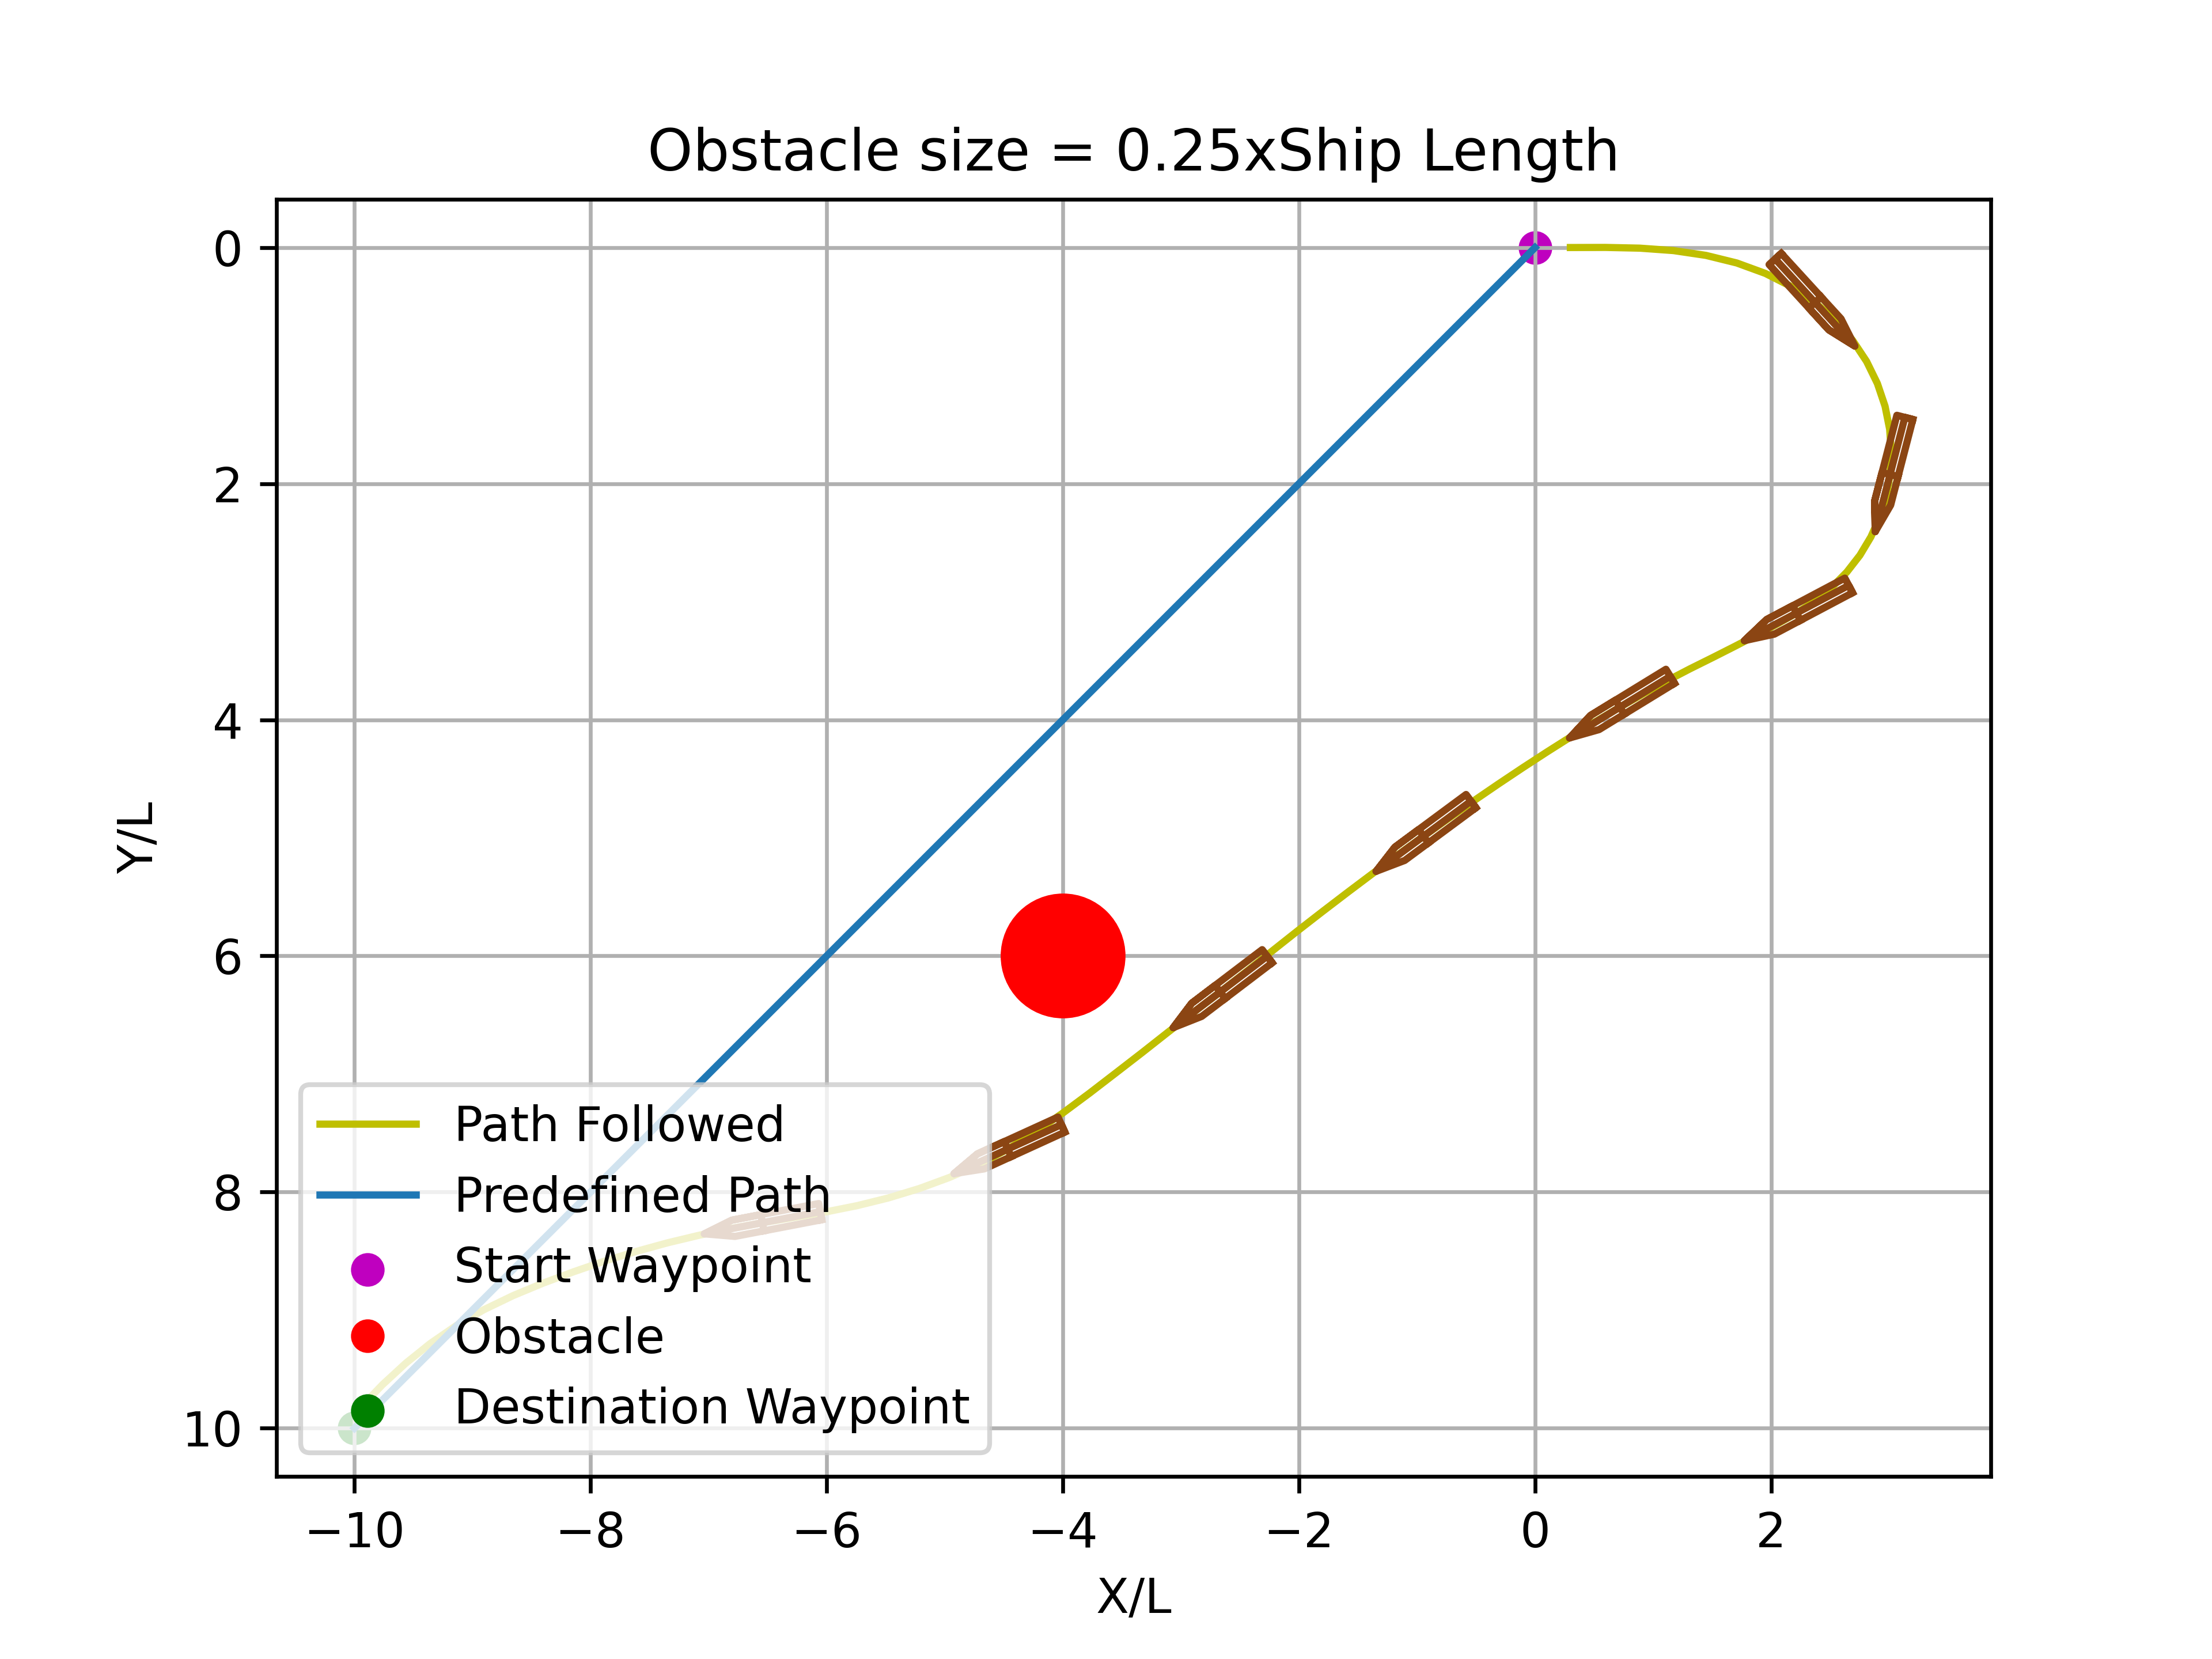 Obstacle size = 0.25xShip Length
0
2
4
6
8
10
Y/L
Path Followed
Predefined Path
Start Waypoint
Obstacle
Destination Waypoint
−10
−8
−6
−4
−2
0
2
X/L